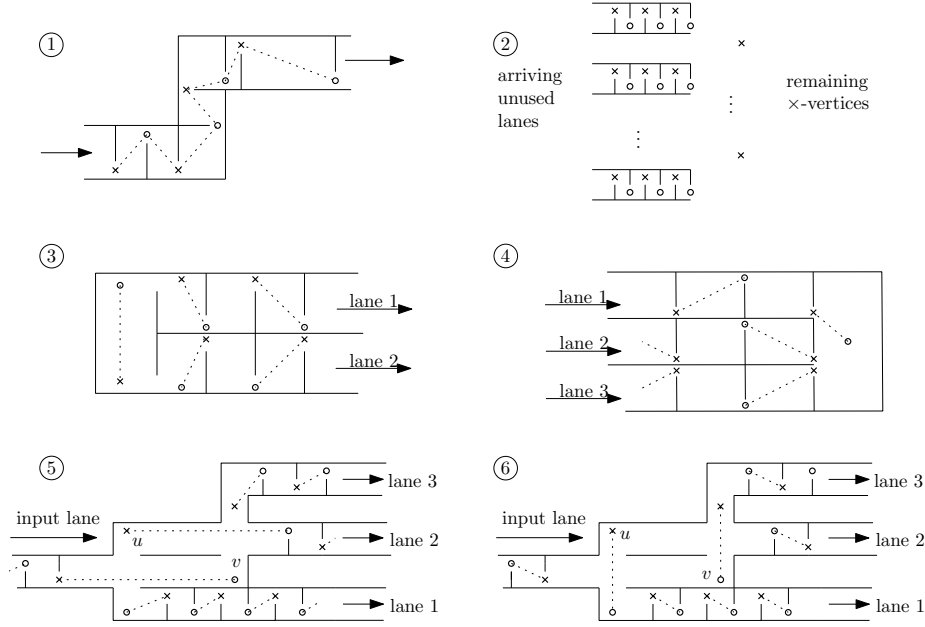 1
2
arriving
unused
lanes
remaining
×-vertices
3
lane 1
lane 2
4
lane 1
lane 2
lane 3
5
input lane
lane 3
u
lane 2
v
lane 1
6
input lane
lane 3
u
lane 2
v
lane 1